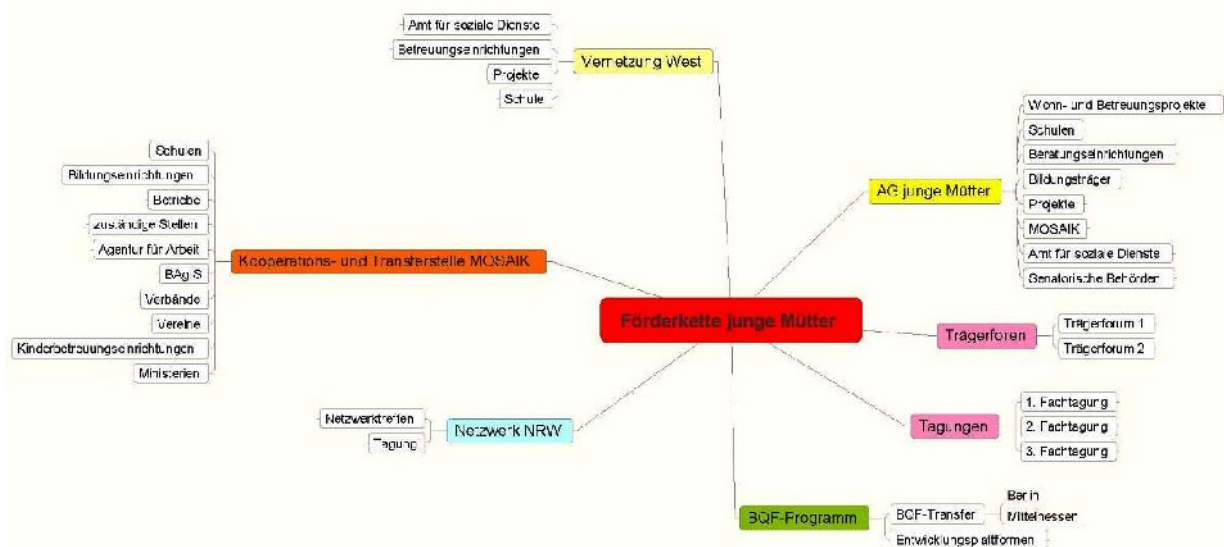 Amt für soziale Dienste
Betreuungseinrichtungen
Projekte
Schule
Vernetzung West
Wohn- und Betreuungsprojekte
Schulen
Beratungseinrichtungen
Bildungsträger
Projekte
MOSAIK
Amt für soziale Dienste
Senatorische Behörden
AG junge Mütter
Schulen
Bildungseinrichtungen
Betriebe
zuständige Stellen
Agentur für Arbeit
BAgIS
Verbände
Vereine
Kinderbetreuungseinrichtungen
Ministerien
Kooperations- und Transferstelle MOSAIK
Förderkette junge Mütter
Trägerforen
Trägerforum 1
Trägerforum 2
Netzwerktreffen
Tagung
Netzwerk NRW
Tagungen
1. Fachtagung
2. Fachtagung
3. Fachtagung
BQF-Programm
BQF-Transfer
Berlin
Mittelhessen
Entwicklungsplattformen